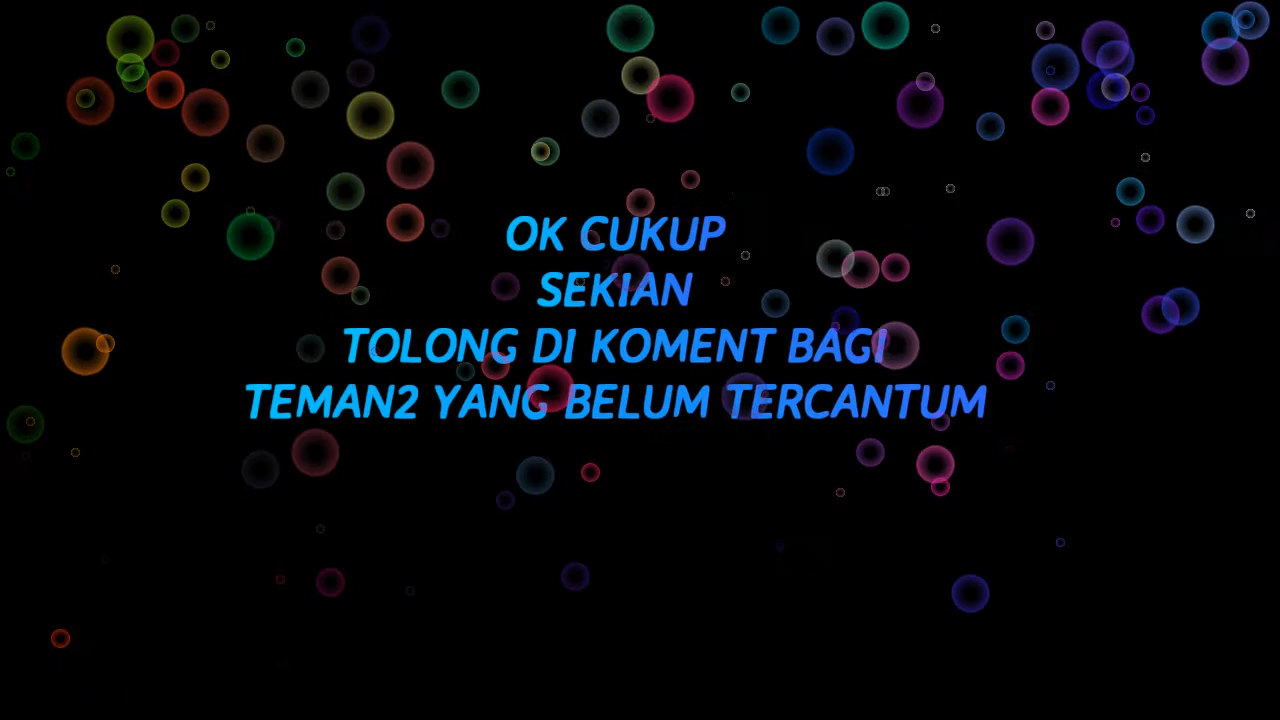 OK CUKUP
SEKIAN
TOLONG DI KOMENT BAGI
TEMAN2 YANG BELUM TERCANTUM